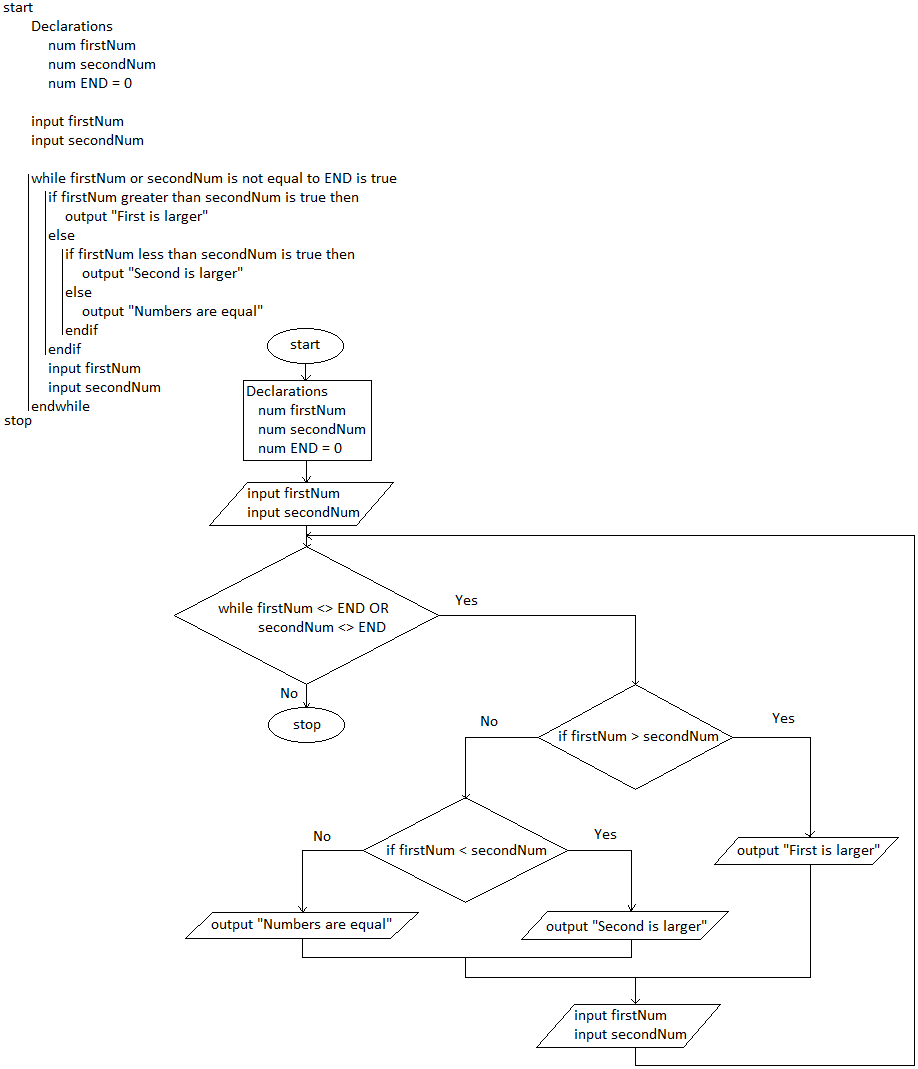 start
Declarations
num firstNum
num secondNum
num END = 0
input firstNum
input secondNum
while firstNum or secondNum is not equal to END is true
if firstNum greater than secondNum is true then
output "First is larger"
else
if firstNum less than secondNum is true then
output "Second is larger"
else
output "Numbers are equal"
endif
endif
input firstNum
input secondNum
endwhile
stop
start
Declarations
num firstNum
num secondNum
num END = 0
input firstNum
input secondNum
while firstNum <> END OR
secondNum <> END
Yes
No
stop
if firstNum > secondNum
No
Yes
if firstNum < secondNum
No
Yes
output "First is larger"
output "Numbers are equal"
output "Second is larger"
input firstNum
input secondNum